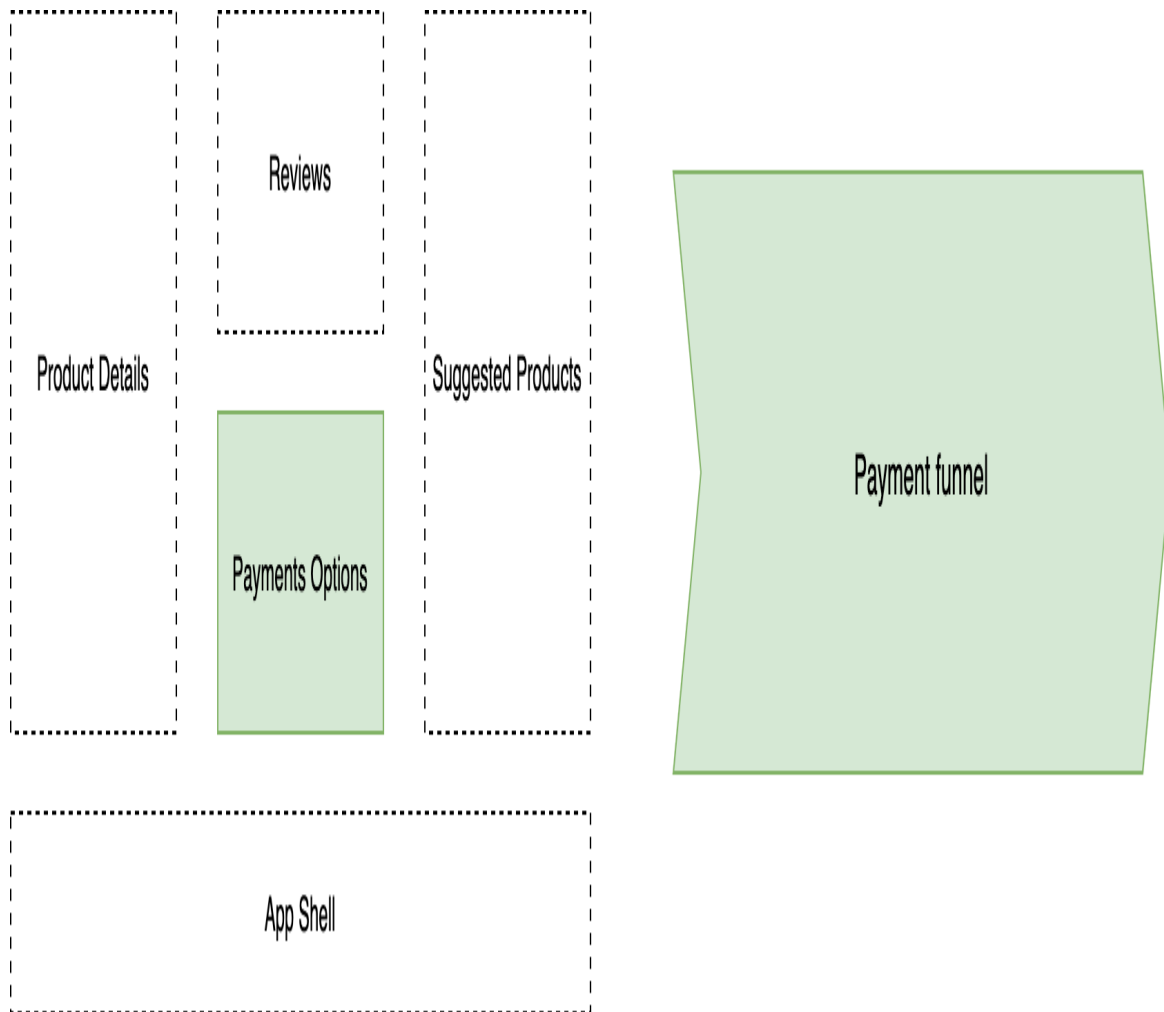 Reviews
Product Details
Suggested Products
Payments Options
Payment funnel
App Shell